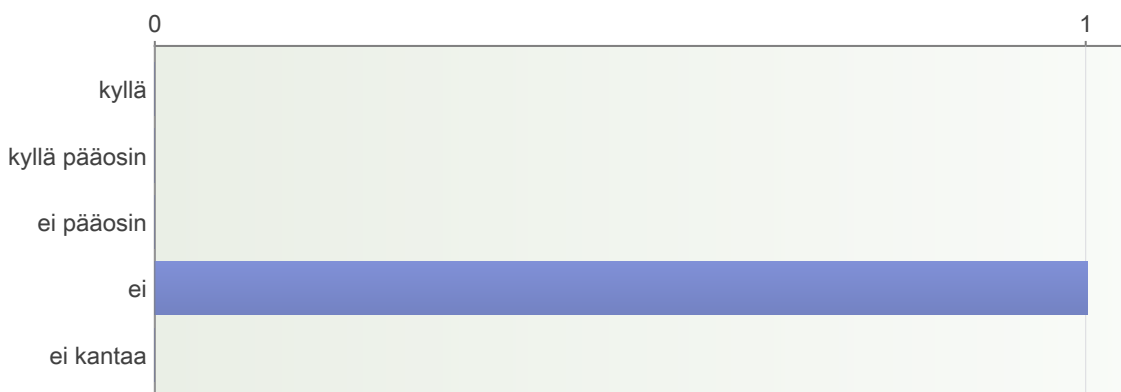 0 1
kyllä
kyllä pääosin
ei pääosin
ei
ei kantaa